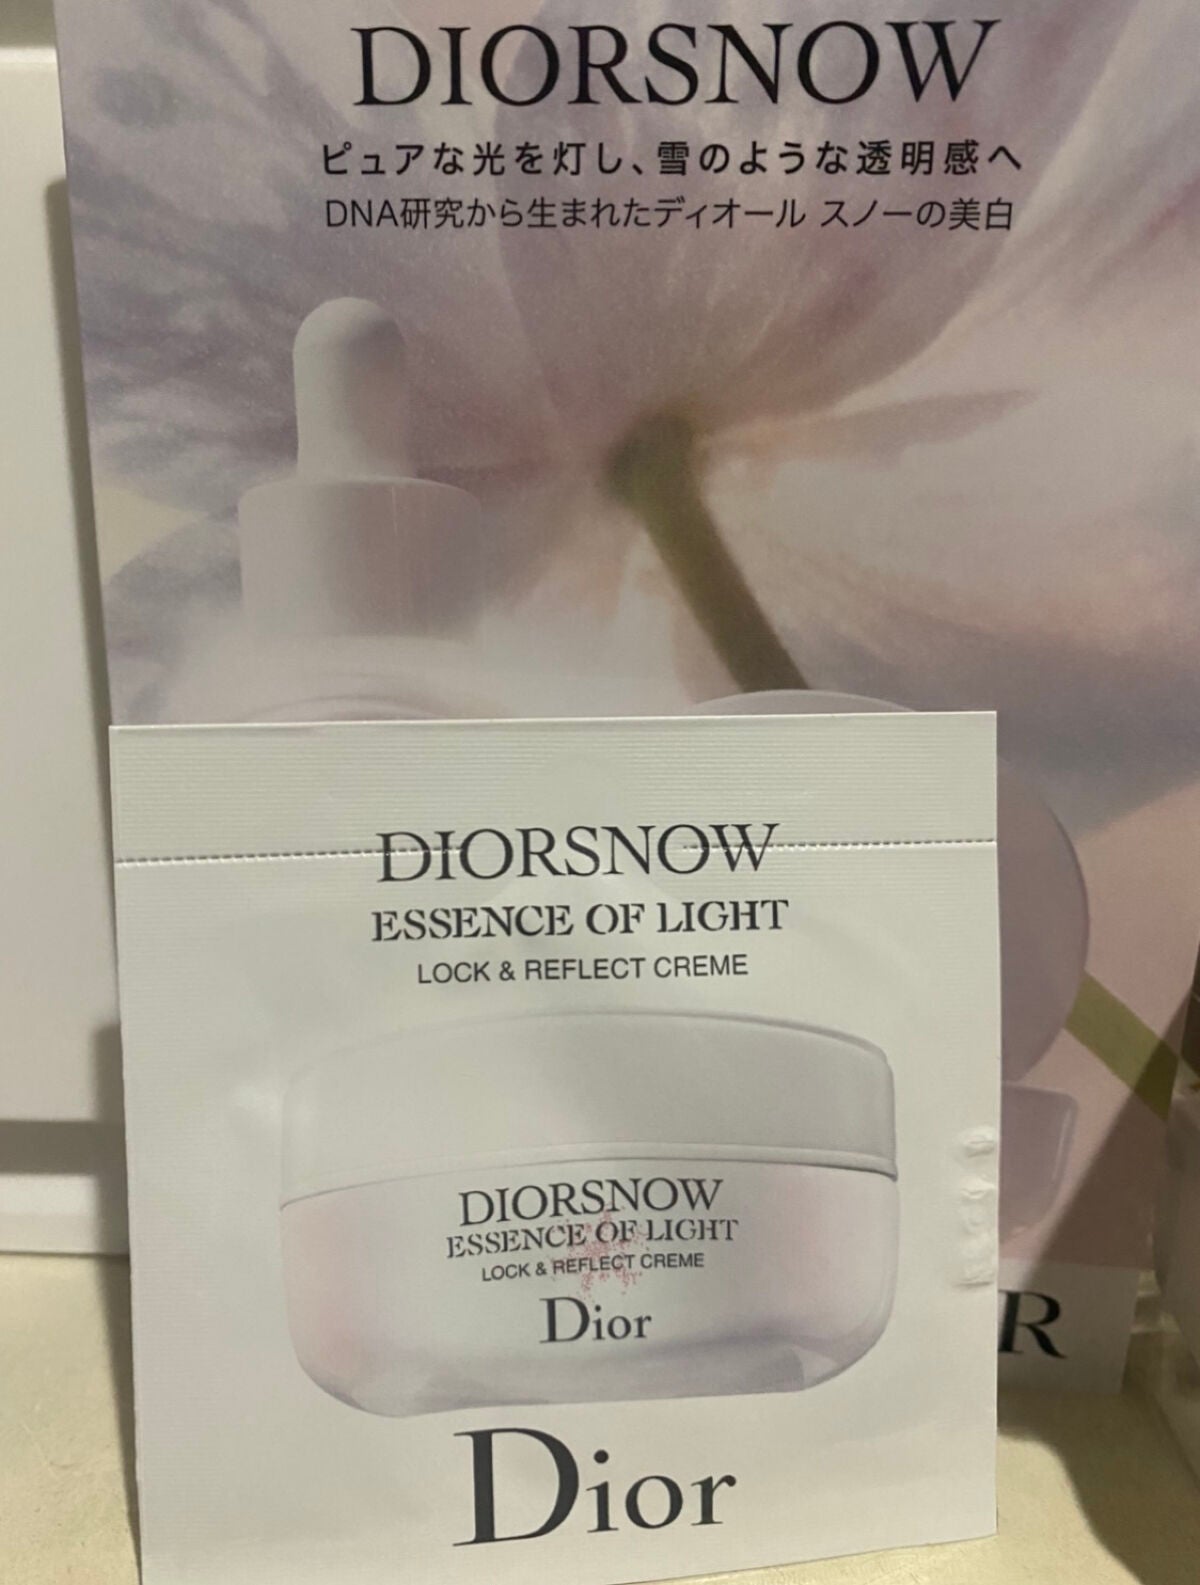 DIORSNOW
ピュアな光を灯し、雪のような透明感へ
DNA研究から生まれたディオール スノーの美白
DIORSNOW
ESSENCE OF LIGHT
LOCK & REFLECT CREME
DIORSNOW
ESSENCE OF LIGHT
LOCK & REFLECT CREME
Dior
Dior
R